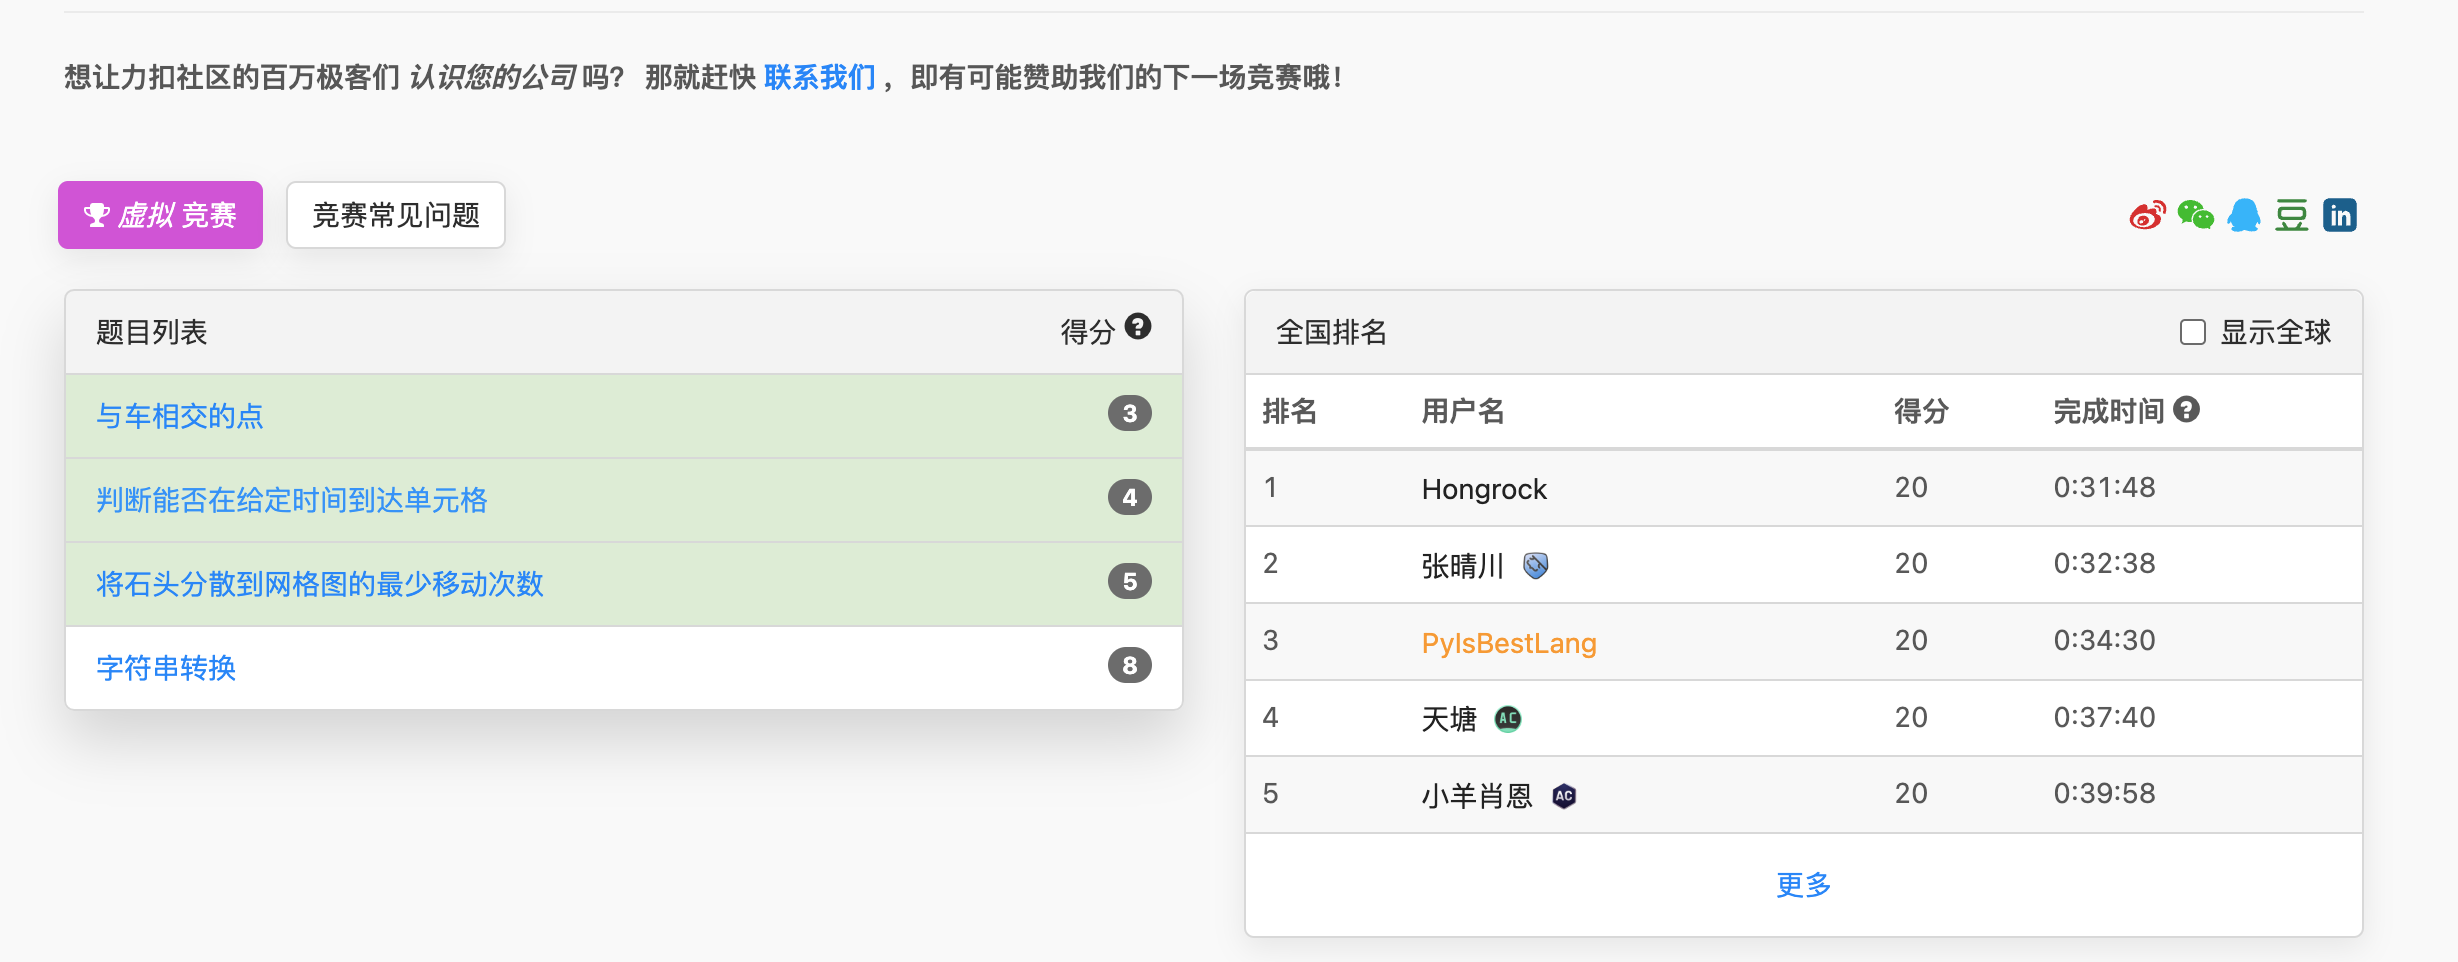 想让力扣社区的百万极客们 认识您的公司 吗？ 那就赶快 联系我们 ，即有可能赞助我们的下一场竞赛哦！
虚拟 竞赛
竞赛常见问题
豆
in
题目列表 得分 ?
与车相交的点 3
判断能否在给定时间到达单元格 4
将石头分散到网格图的最少移动次数 5
字符串转换 8
全国排名 显示全球
排名 用户名 得分 完成时间 ?
1 Hongrock 20 0:31:48
2 张晴川 20 0:32:38
3 PyIsBestLang 20 0:34:30
4 天塘 AC 20 0:37:40
5 小羊肖恩 AC 20 0:39:58
更多